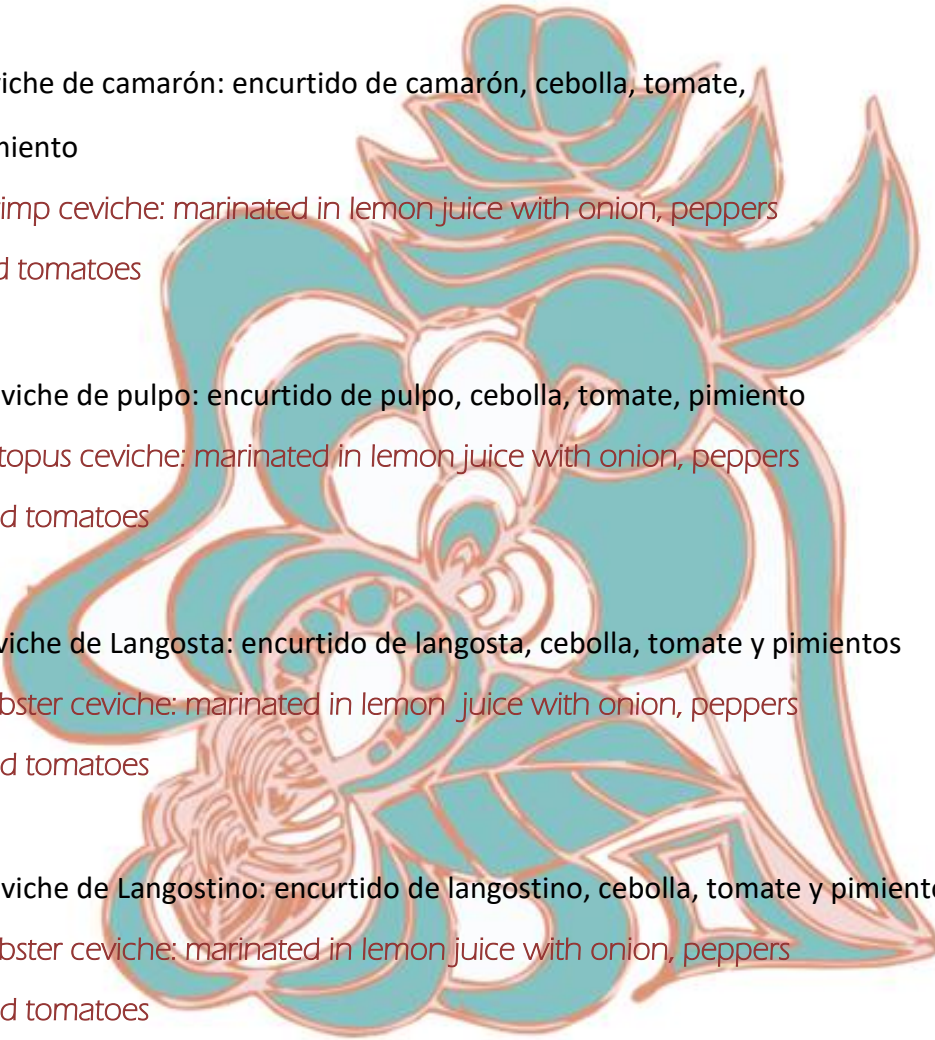 viche de camarón: encurtido de camarón, cebolla, tomate,
miento
imp ceviche: marinated in lemon juice with onion, peppers
d tomatoes
viche de pulpo: encurtido de pulpo, cebolla, tomate, pimiento
topus ceviche: marinated in lemon juice with onion, peppers
d tomatoes
viche de Langosta: encurtido de langosta, cebolla, tomate y pimientos
bster ceviche: marinated in lemon juice with onion, peppers
d tomatoes
viche de Langostino: encurtido de langostino, cebolla, tomate y pimiento
bster ceviche: marinated in lemon juice with onion, peppers
d tomatoes